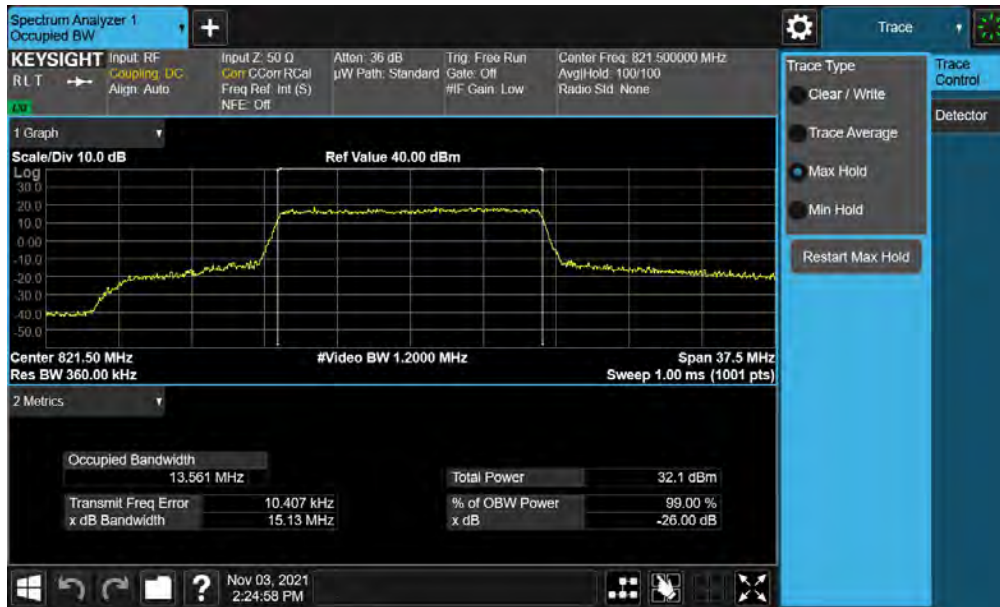 Spectrum Analyzer 1
Occupied BW
+
Trace
KEYSIGHT Input: RF Input Z: 50 Ω Atten: 36 dB Trig: Free Run Center Freq: 821.500000 MHz
RLT Coupling: DC Corr CCorr RCal µW Path: Standard Gate: Off Avg|Hold: 100/100
Align: Auto Freq Ref: Int (S) #IF Gain: Low Radio Std: None
NFE: Off
Trace Type
Clear / Write
Trace Average
Max Hold
Min Hold
Restart Max Hold
Trace
Control
Detector
1 Graph
Scale/Div 10.0 dB Ref Value 40.00 dBm
Log
30.0
20.0
10.0
0.00
-10.0
-20.0
-30.0
-40.0
-50.0
Center 821.50 MHz #Video BW 1.2000 MHz Span 37.5 MHz
Res BW 360.00 kHz Sweep 1.00 ms (1001 pts)
2 Metrics
Occupied Bandwidth
13.561 MHz Total Power 32.1 dBm
Transmit Freq Error 10.407 kHz % of OBW Power 99.00 %
x dB Bandwidth 15.13 MHz x dB -26.00 dB
?
Nov 03, 2021
2:24:58 PM